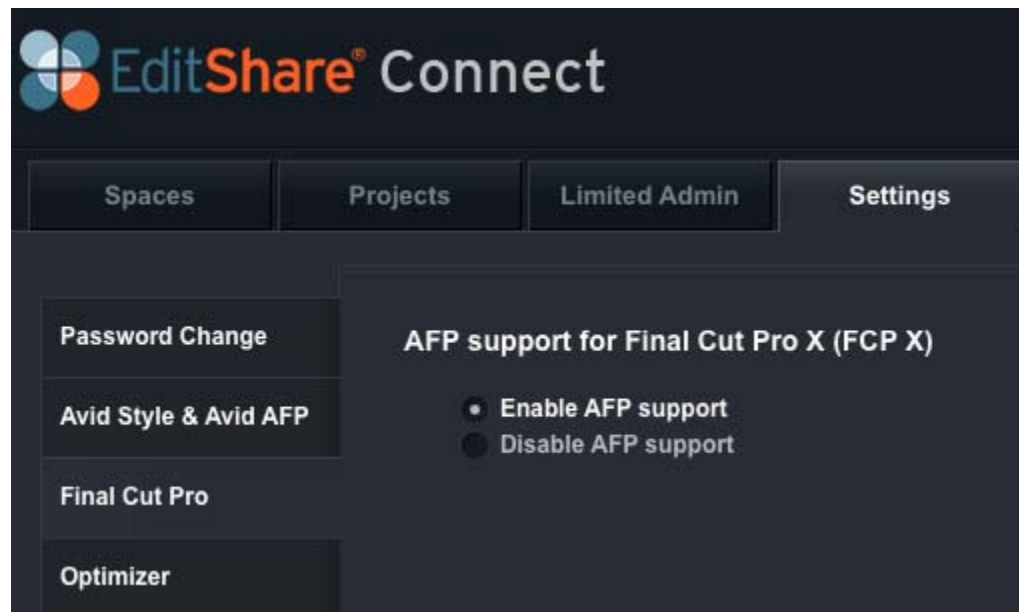 EditShare® Connect
Spaces Projects Limited Admin Settings
Password Change
Avid Style & Avid AFP
Final Cut Pro
Optimizer
AFP support for Final Cut Pro X (FCP X)
Enable AFP support
Disable AFP support